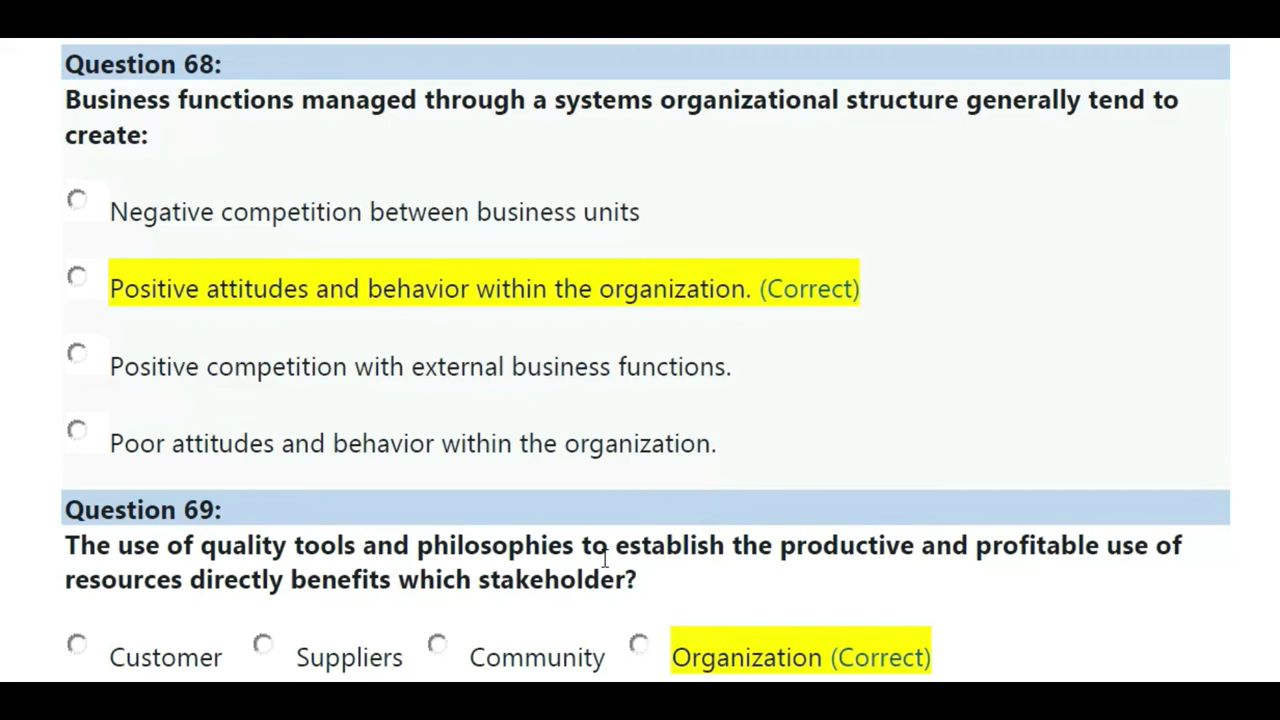 Question 68:
Business functions managed through a systems organizational structure generally tend to
create:
Negative competition between business units
Positive attitudes and behavior within the organization. (Correct)
Positive competition with external business functions.
Poor attitudes and behavior within the organization.
Question 69:
The use of quality tools and philosophies to establish the productive and profitable use of
resources directly benefits which stakeholder?
Customer Suppliers Community Organization (Correct)